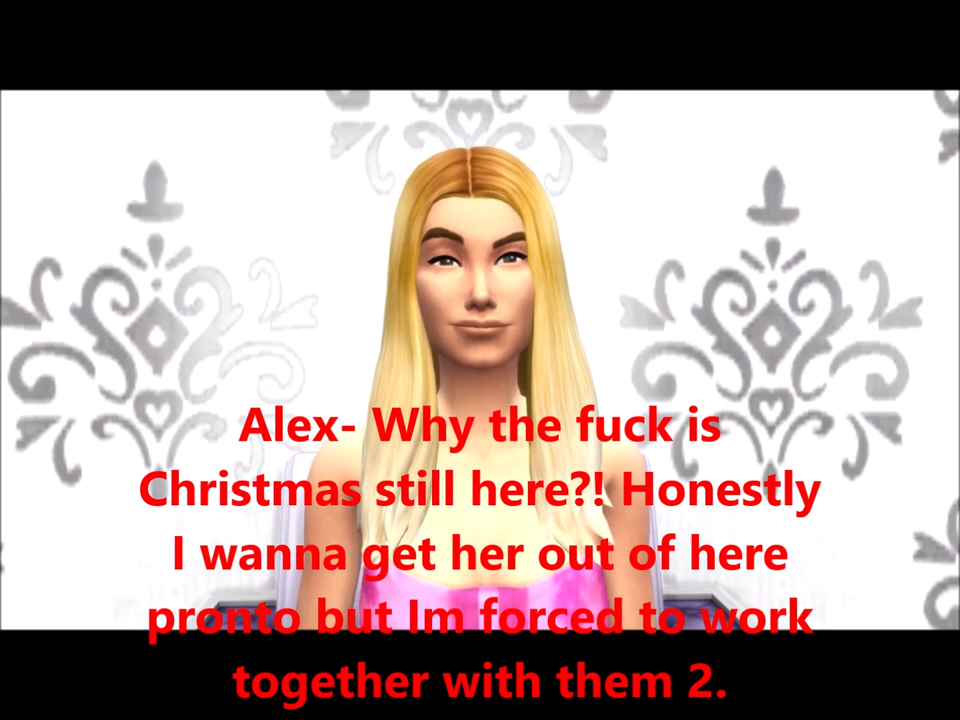 Alex- Why the fuck is
Christmas still here?! Honestly
I wanna get her out of here
pronto but Im forced to work
together with them 2.